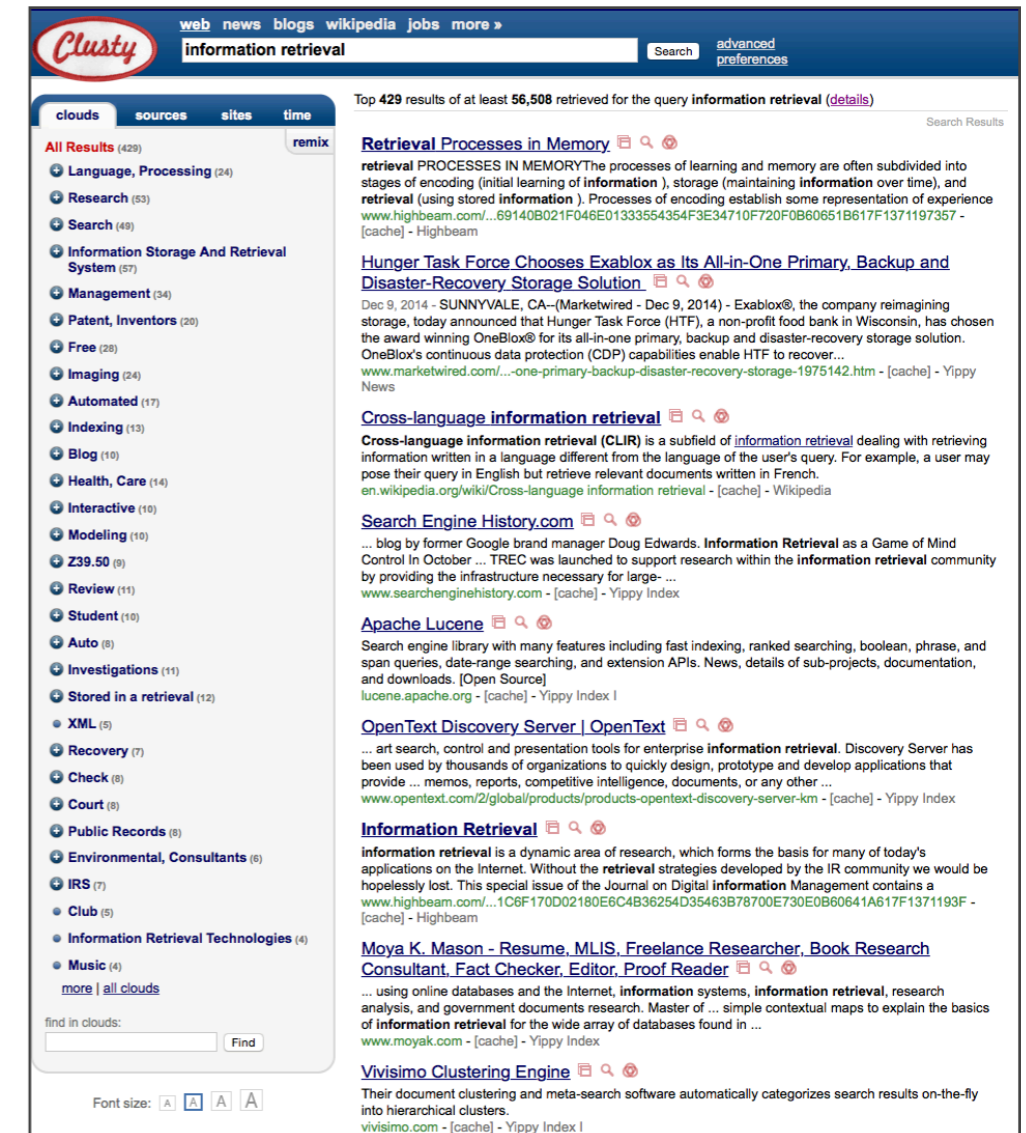 Clusty
web news blogs wikipedia jobs more »
information retrieval
Search
advanced
preferences
clouds sources sites time
remix
All Results (429)
Language, Processing (24)
Research (53)
Search (49)
Information Storage And Retrieval
System (57)
Management (34)
Patent, Inventors (20)
Free (28)
Imaging (24)
Automated (17)
Indexing (13)
Blog (10)
Health, Care (14)
Interactive (10)
Modeling (10)
Z39.50 (9)
Review (11)
Student (10)
Auto (8)
Investigations (11)
Stored in a retrieval (12)
XML (5)
Recovery (7)
Check (8)
Court (8)
Public Records (8)
Environmental, Consultants (6)
IRS (7)
Club (5)
Information Retrieval Technologies (4)
Music (4)
more | all clouds
find in clouds:
Find
Font size: A A A A
Top 429 results of at least 56,508 retrieved for the query information retrieval (details)
Search Results
Retrieval Processes in Memory
retrieval PROCESSES IN MEMORYThe processes of learning and memory are often subdivided into
stages of encoding (initial learning of information ), storage (maintaining information over time), and
retrieval (using stored information ). Processes of encoding establish some representation of experience
www.highbeam.com/...69140B021F046E01333554354F3E34710F720F0B60651B617F1371197357 -
[cache] - Highbeam
Hunger Task Force Chooses Exablox as Its All-in-One Primary, Backup and
Disaster-Recovery Storage Solution
Dec 9, 2014 - SUNNYVALE, CA--(Marketwired - Dec 9, 2014) - Exablox®, the company reimagining
storage, today announced that Hunger Task Force (HTF), a non-profit food bank in Wisconsin, has chosen
the award winning OneBlox® for its all-in-one primary, backup and disaster-recovery storage solution.
OneBlox's continuous data protection (CDP) capabilities enable HTF to recover...
www.marketwired.com/...-one-primary-backup-disaster-recovery-storage-1975142.htm - [cache] - Yippy
News
Cross-language information retrieval
Cross-language information retrieval (CLIR) is a subfield of information retrieval dealing with retrieving
information written in a language different from the language of the user's query. For example, a user may
pose their query in English but retrieve relevant documents written in French.
en.wikipedia.org/wiki/Cross-language information retrieval - [cache] - Wikipedia
Search Engine History.com
... blog by former Google brand manager Doug Edwards. Information Retrieval as a Game of Mind
Control In October ... TREC was launched to support research within the information retrieval community
by providing the infrastructure necessary for large- ...
www.searchenginehistory.com - [cache] - Yippy Index
Apache Lucene
Search engine library with many features including fast indexing, ranked searching, boolean, phrase, and
span queries, date-range searching, and extension APIs. News, details of sub-projects, documentation,
and downloads. [Open Source]
lucene.apache.org - [cache] - Yippy Index I
OpenText Discovery Server | OpenText
... art search, control and presentation tools for enterprise information retrieval. Discovery Server has
been used by thousands of organizations to quickly design, prototype and develop applications that
provide ... memos, reports, competitive intelligence, documents, or any other ...
www.opentext.com/2/global/products/products-opentext-discovery-server-km - [cache] - Yippy Index
Information Retrieval
information retrieval is a dynamic area of research, which forms the basis for many of today's
applications on the Internet. Without the retrieval strategies developed by the IR community we would be
hopelessly lost. This special issue of the Journal on Digital information Management contains a
www.highbeam.com/...1C6F170D02180E6C4B36254D35463B78700E730E0B60641A617F1371193F -
[cache] - Highbeam
Moya K. Mason - Resume, MLIS, Freelance Researcher, Book Research
Consultant, Fact Checker, Editor, Proof Reader
... using online databases and the Internet, information systems, information retrieval, research
analysis, and government documents research. Master of ... simple contextual maps to explain the basics
of information retrieval for the wide array of databases found in ...
www.moyak.com - [cache] - Yippy Index
Vivisimo Clustering Engine
Their document clustering and meta-search software automatically categorizes search results on-the-fly
into hierarchical clusters.
vivisimo.com - [cache] - Yippy Index I